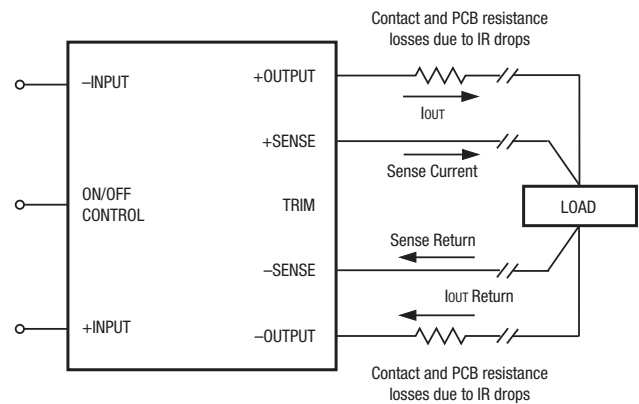 Contact and PCB resistance
losses due to IR drops
–INPUT
+OUTPUT
IOUT
+SENSE
Sense Current
ON/OFF
CONTROL
TRIM
LOAD
Sense Return
–SENSE
IOUT Return
+INPUT
–OUTPUT
Contact and PCB resistance
losses due to IR drops